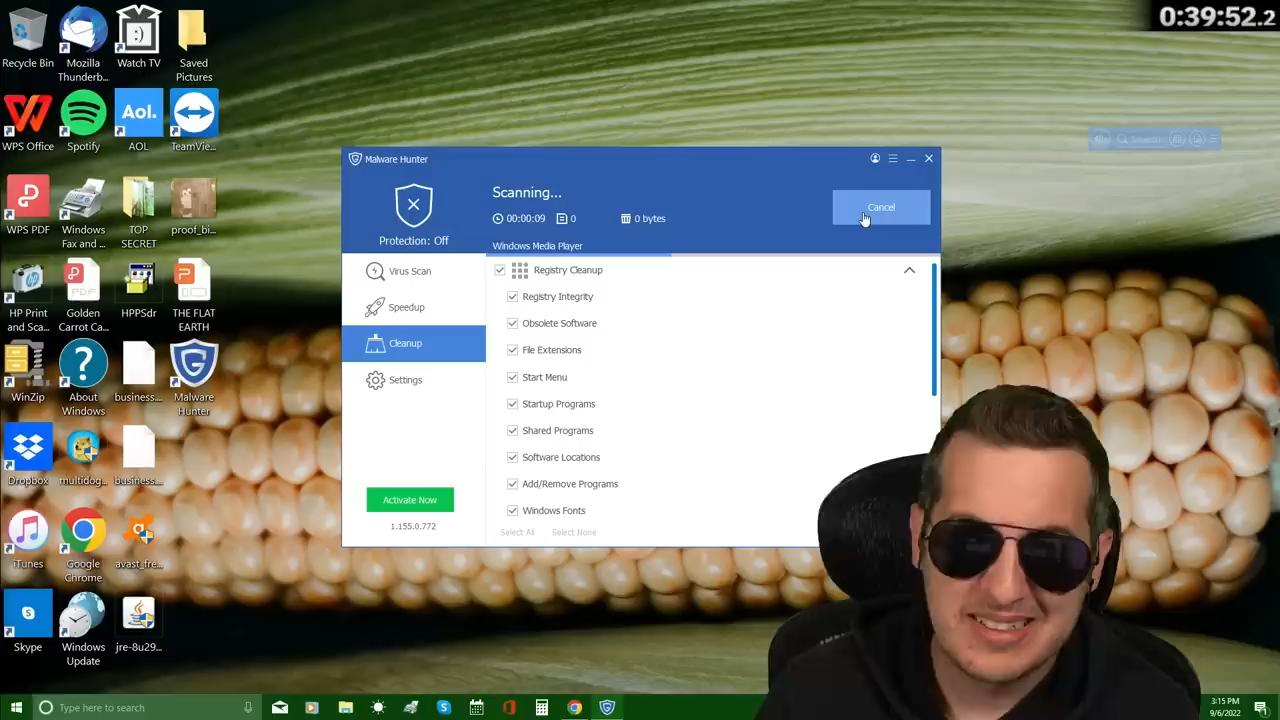 0:39:52.2
Recycle Bin
Mozilla
Thunderb...
Watch TV
Saved
Pictures
WPS Office
Spotify
Aol.
AOL
TeamVie...
WPS PDF
Windows
Fax and ...
TOP
SECRET
proof_bi...
HP Print
and Sca...
Golden
Carrot Ca...
HPPSdr
THE FLAT
EARTH
WinZip
About
Windows
business...
Malware
Hunter
Dropbox
multidog...
business...
iTunes
Google
Chrome
avast_fre...
Skype
Windows
Update
jre-8u29...
Search
Malware Hunter
Scanning...
00:00:09
0
0 bytes
Cancel
Protection: Off
Windows Media Player
Virus Scan
Speedup
Cleanup
Settings
Activate Now
1.155.0.772
Registry Cleanup
Registry Integrity
Obsolete Software
File Extensions
Start Menu
Startup Programs
Shared Programs
Software Locations
Add/Remove Programs
Windows Fonts
Select All
Select None
Type here to search
3:15 PM
9/6/2022